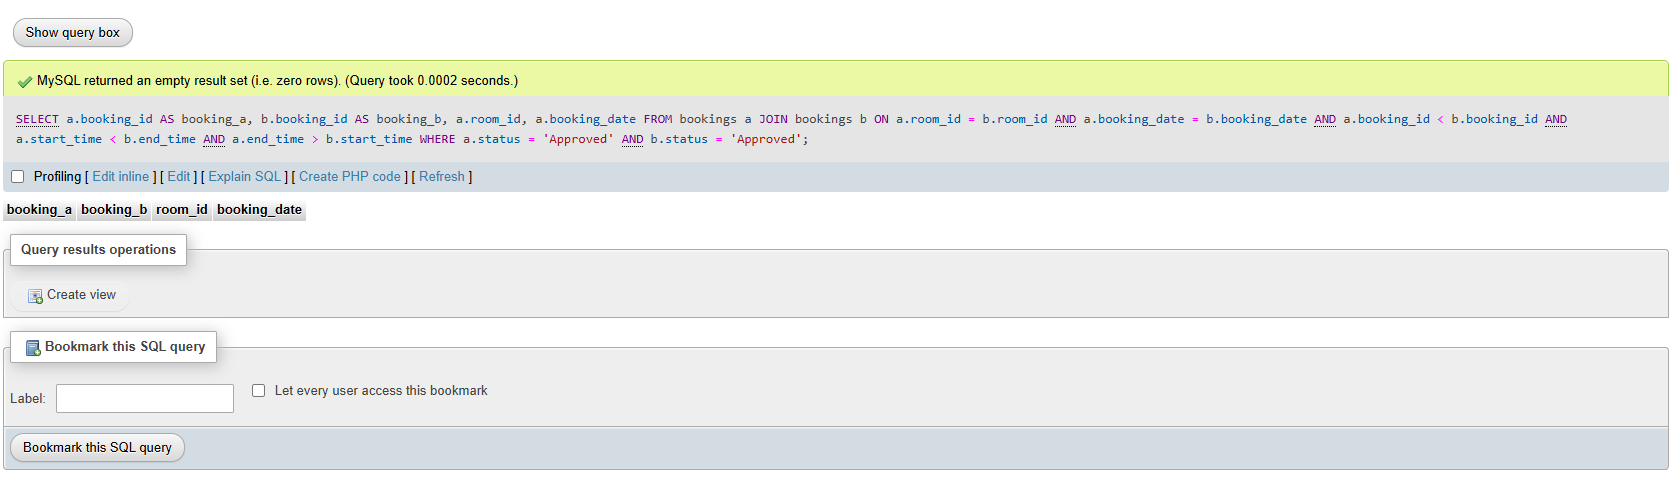 Show query box
MySQL returned an empty result set (i.e. zero rows). (Query took 0.0002 seconds.)
SELECT a.booking_id AS booking_a, b.booking_id AS booking_b, a.room_id, a.booking_date FROM bookings a JOIN bookings b ON a.room_id = b.room_id AND a.booking_date = b.booking_date AND a.booking_id < b.booking_id AND
a.start_time < b.end_time AND a.end_time > b.start_time WHERE a.status = 'Approved' AND b.status = 'Approved';
Profiling [ Edit inline ] [ Edit ] [ Explain SQL ] [ Create PHP code ] [ Refresh ]
booking_a booking_b room_id booking_date
Query results operations
Create view
Bookmark this SQL query
Label: Let every user access this bookmark
Bookmark this SQL query